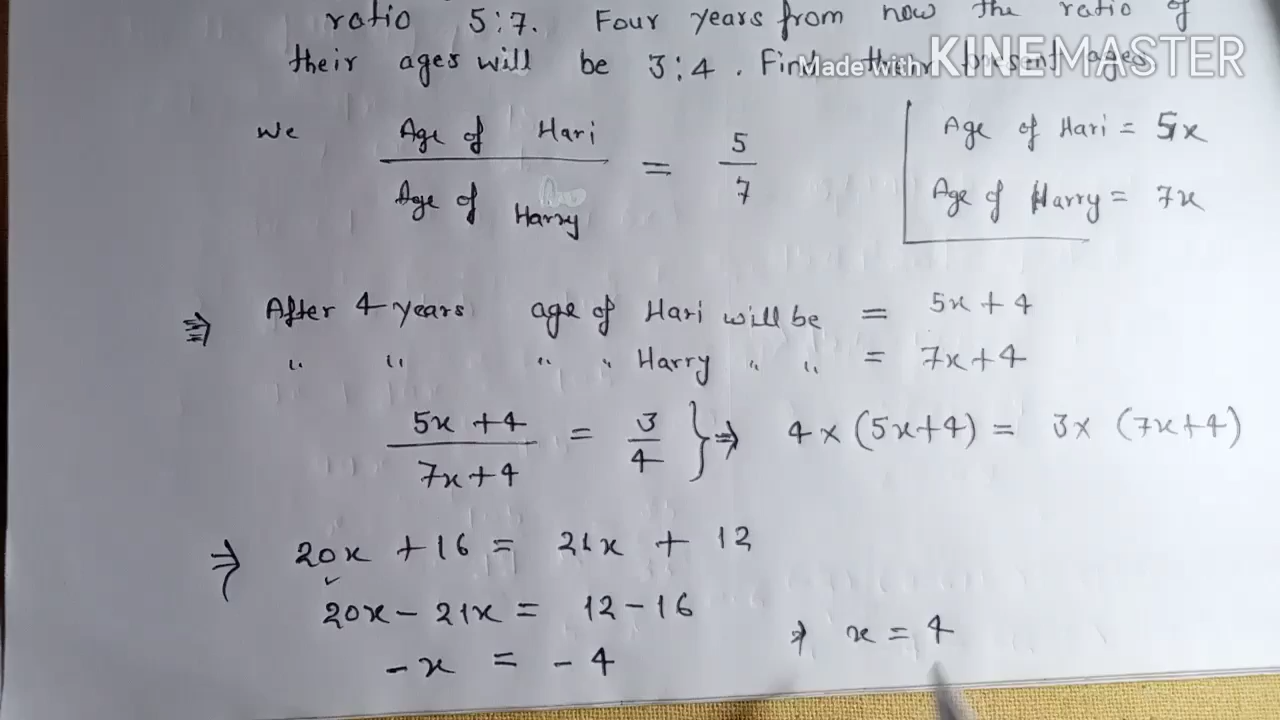 ratio 5:7. Four years from now the ratio of
their ages will be 3:4. Find their present ages
Made with KINEMASTER
We Age of Hari / Age of Harry = 5/7
Age of Hari = 5x
Age of Harry = 7x
⇒ After 4 years age of Hari will be = 5x + 4
" " " " Harry " " = 7x + 4
5x + 4 / 7x + 4 = 3/4 } ⇒ 4 × (5x+4) = 3 × (7x+4)
⇒ 20x + 16 = 21x + 12
20x - 21x = 12 - 16
-x = -4 ⇒ x = 4